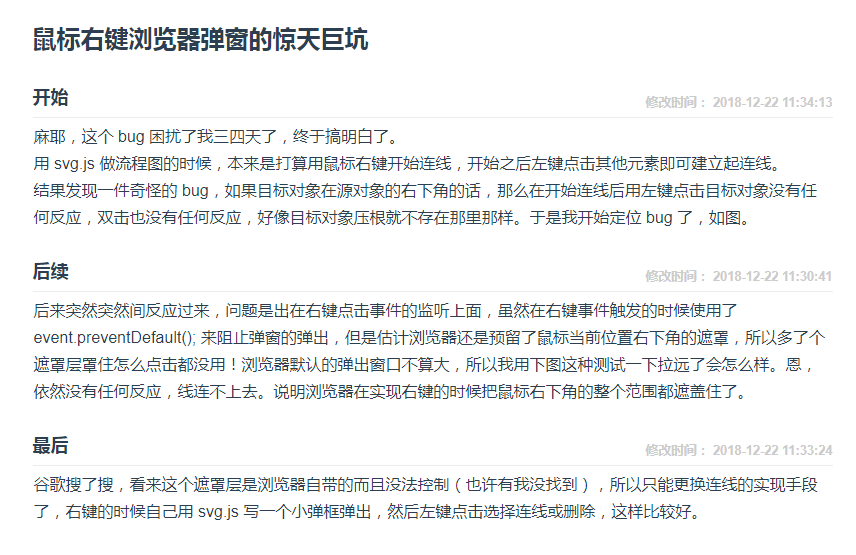 鼠标右键浏览器弹窗的惊天巨坑
开始
修改时间： 2018-12-22 11:34:13
麻耶，这个 bug 困扰了我三四天了，终于搞明白了。
用 svg.js 做流程图的时候，本来是打算用鼠标右键开始连线，开始之后左键点击其他元素即可建立起连线。
结果发现一件奇怪的 bug，如果目标对象在源对象的右下角的话，那么在开始连线后用左键点击目标对象没有任
何反应，双击也没有任何反应，好像目标对象压根就不存在那里那样。于是我开始定位 bug 了，如图。
后续
修改时间： 2018-12-22 11:30:41
后来突然突然间反应过来，问题是出在右键点击事件的监听上面，虽然在右键事件触发的时候使用了
event.preventDefault(); 来阻止弹窗的弹出，但是估计浏览器还是预留了鼠标当前位置右下角的遮罩，所以多了个
遮罩层罩住怎么点击都没用！浏览器默认的弹出窗口不算大，所以我用下图这种测试一下拉远了会怎么样。恩，
依然没有任何反应，线连不上去。说明浏览器在实现右键的时候把鼠标右下角的整个范围都遮盖住了。
最后
修改时间： 2018-12-22 11:33:24
谷歌搜了搜，看来这个遮罩层是浏览器自带的而且没法控制（也许有我没找到），所以只能更换连线的实现手段
了，右键的时候自己用 svg.js 写一个小弹框弹出，然后左键点击选择连线或删除，这样比较好。